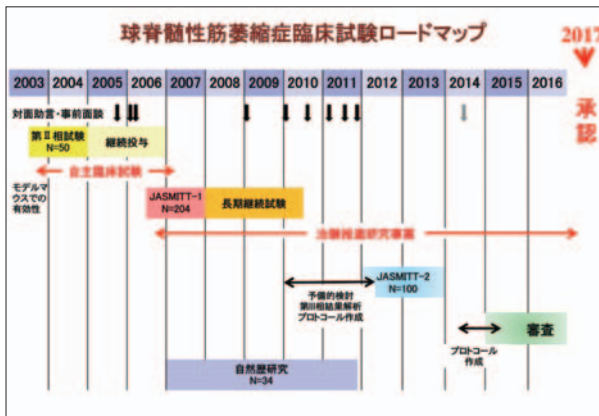 球脊髄性筋萎縮症臨床試験ロードマップ
2017
2003 2004 2005 2006 2007 2008 2009 2010 2011 2012 2013 2014 2015 2016
承認
対面助言・事前面談
第Ⅱ相試験
N=50
継続投与
自主臨床試験
モデルマウスでの有効性
JASMITT-1
N=204
長期継続試験
治験推進研究事業
JASMITT-2
N=100
予備的検討
第III相結果解析
プロトコール作成
プロトコール
作成
審査
自然歴研究
N=34